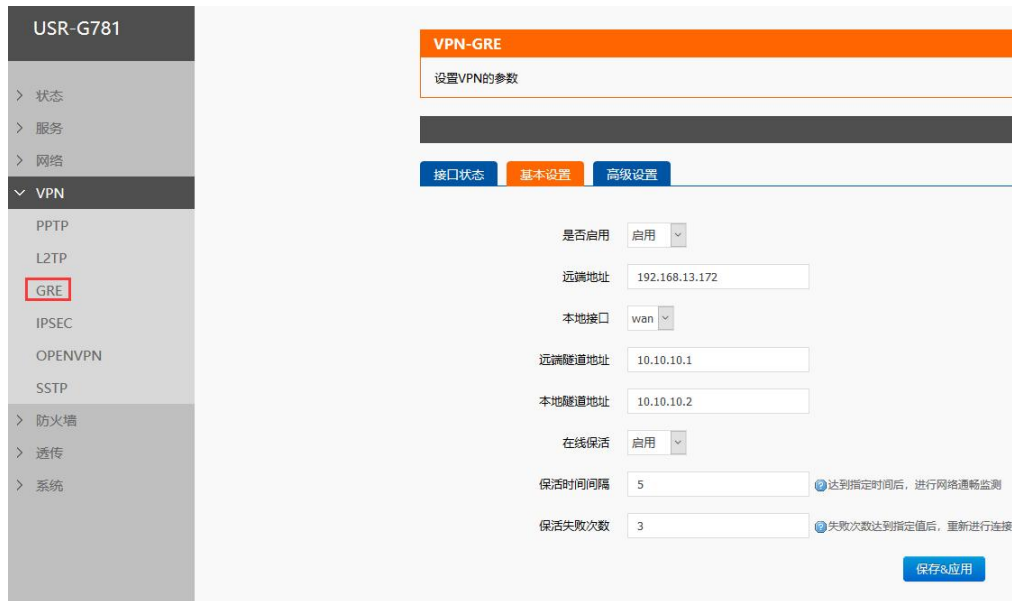 USR-G781
状态
服务
网络
VPN
PPTP
L2TP
GRE
IPSEC
OPENVPN
SSTP
防火墙
透传
系统
VPN-GRE
设置VPN的参数
接口状态 基本设置 高级设置
是否启用 启用
远端地址 192.168.13.172
本地接口 wan
远端隧道地址 10.10.10.1
本地隧道地址 10.10.10.2
在线保活 启用
保活时间间隔 5 达到指定时间后，进行网络通畅监测
保活失败次数 3 失败次数达到指定值后，重新进行连接
保存&应用